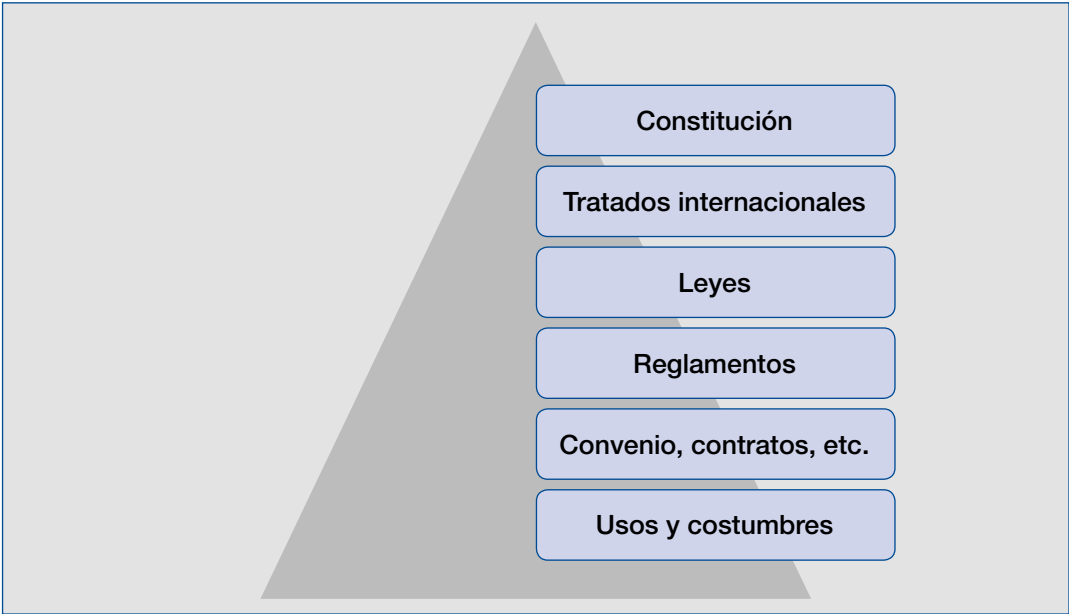 Constitución
Tratados internacionales
Leyes
Reglamentos
Convenio, contratos, etc.
Usos y costumbres